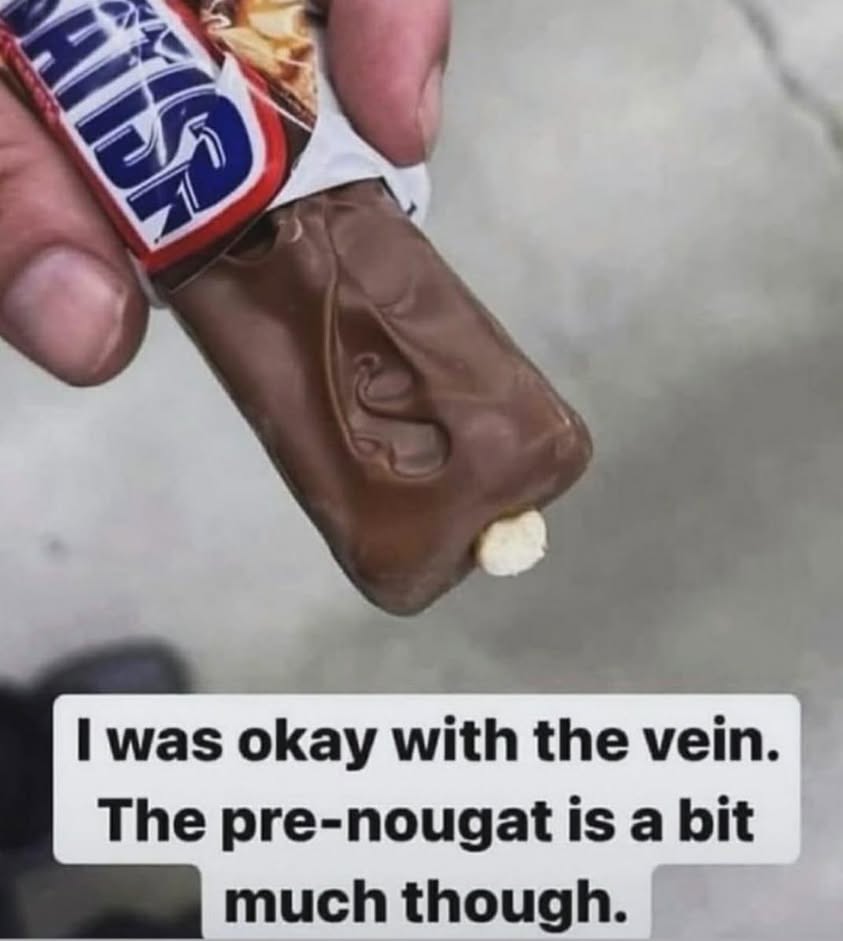 I was okay with the vein.
The pre-nougat is a bit
much though.